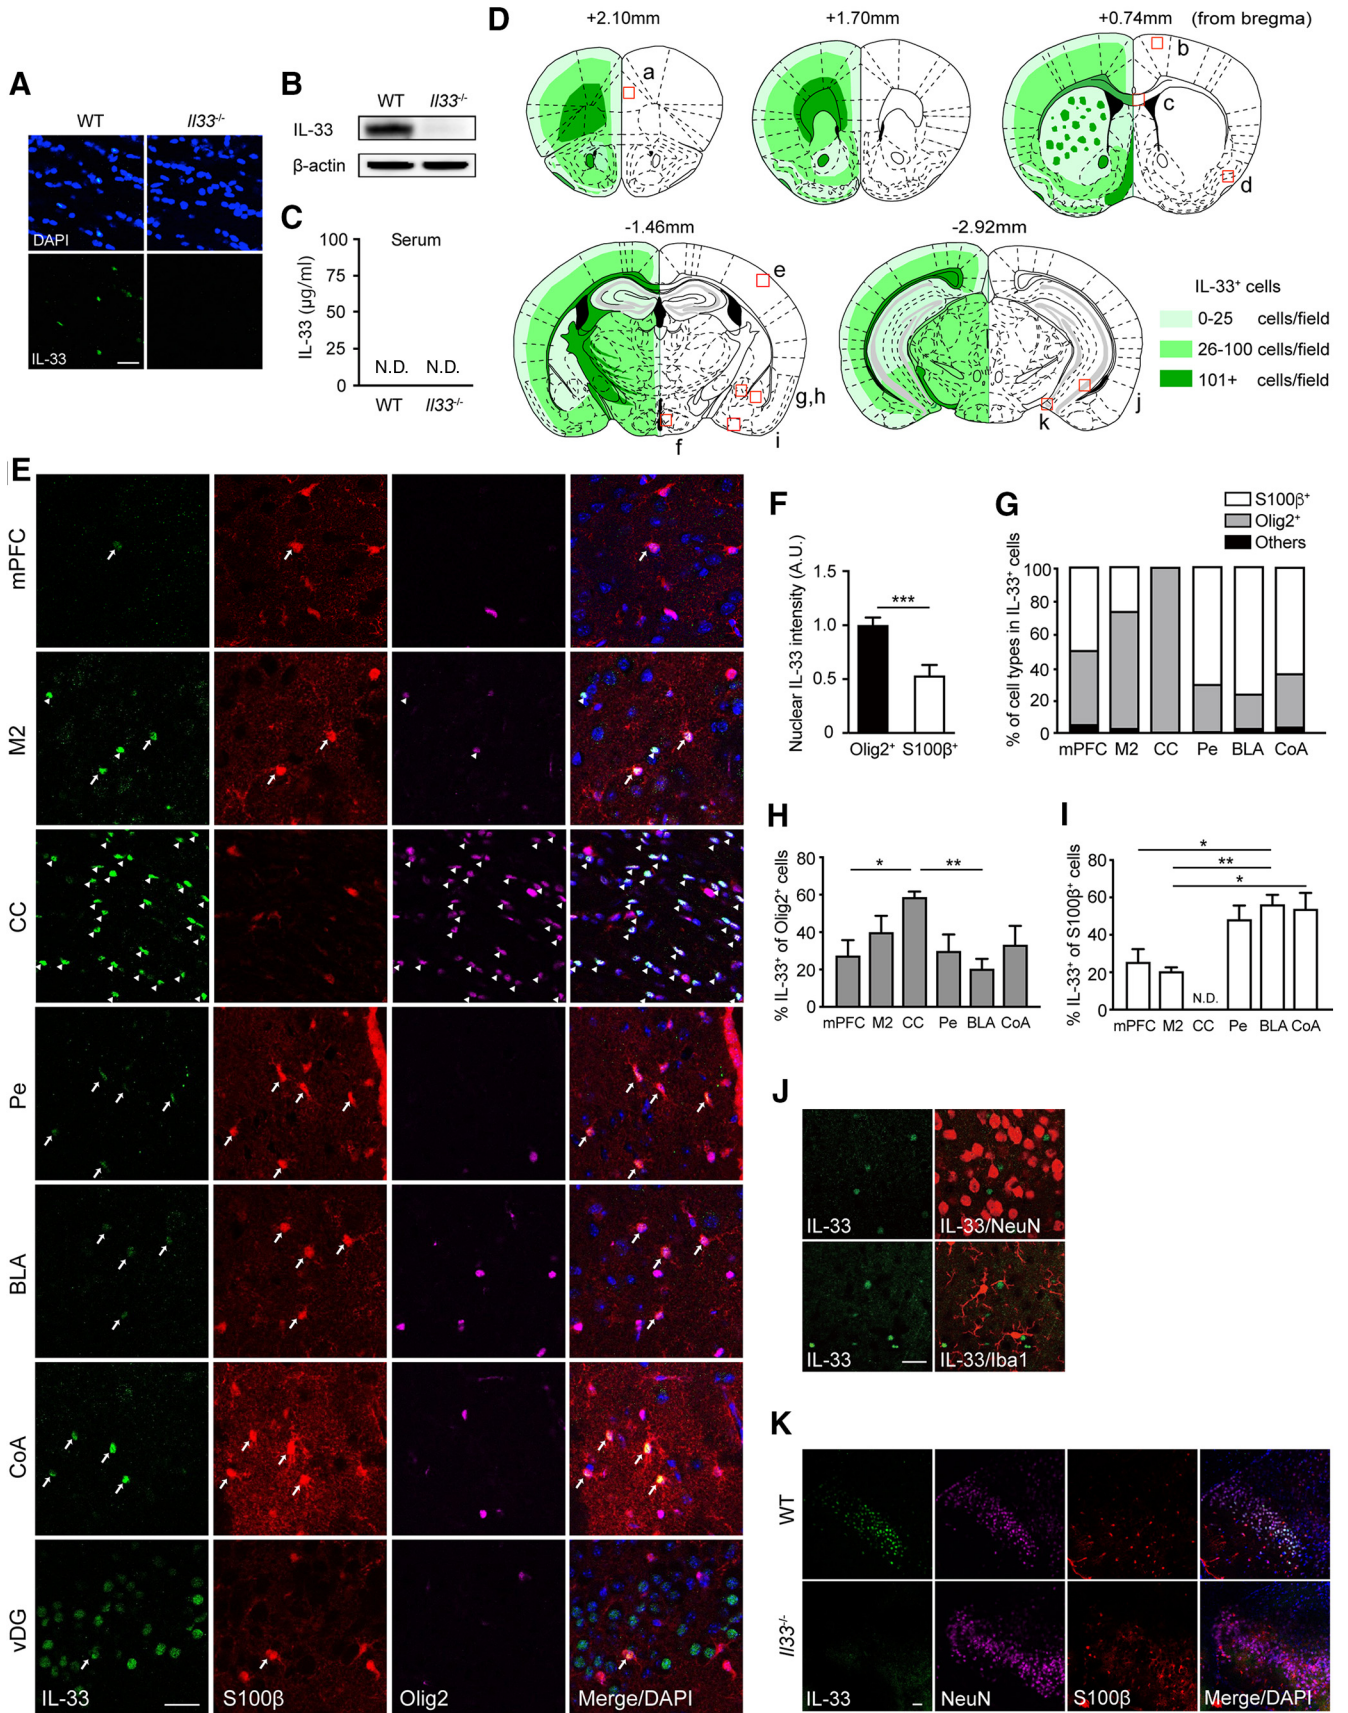 A
WT
Il33-/-
DAPI
IL-33
B
WT
Il33-/-
IL-33
β-actin
C
Serum
IL-33 (μg/ml)
100
75
50
25
0
N.D.
N.D.
WT
Il33-/-
D
+2.10mm
+1.70mm
+0.74mm
(from bregma)
a
b
c
d
-1.46mm
-2.92mm
e
f
g,h
i
j
k
IL-33+ cells
0-25 cells/field
26-100 cells/field
101+ cells/field
E
mPFC
M2
CC
Pe
BLA
CoA
vDG
IL-33
S100β
Olig2
Merge/DAPI
F
Nuclear IL-33 intensity (A.U.)
1.5
1.0
0.5
0
***
Olig2+
S100β+
G
S100β+
Olig2+
Others
% of cell types in IL-33+ cells
100
80
60
40
20
0
mPFC M2 CC Pe BLA CoA
H
% IL-33+ of Olig2+ cells
80
60
40
20
0
*
**
mPFC M2 CC Pe BLA CoA
I
% IL-33+ of S100β+ cells
80
60
40
20
0
*
**
*
N.D.
mPFC M2 CC Pe BLA CoA
J
IL-33
IL-33/NeuN
IL-33
IL-33/Iba1
K
WT
Il33-/-
IL-33
NeuN
S100β
Merge/DAPI